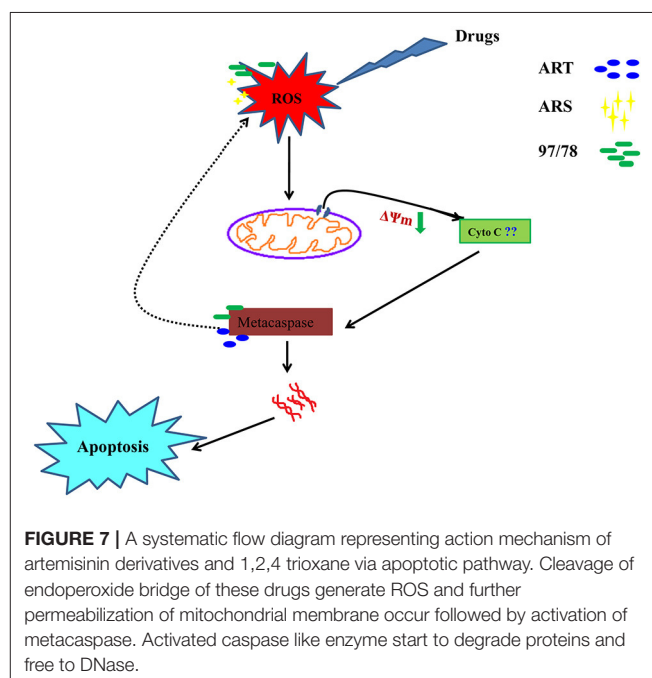 Drugs
ART
ROS
ARS
97/78
ΔΨm
Cyto C ??
Metacaspase
Apoptosis
FIGURE 7 | A systematic flow diagram representing action mechanism of
artemisinin derivatives and 1,2,4 trioxane via apoptotic pathway. Cleavage of
endoperoxide bridge of these drugs generate ROS and further
permeabilization of mitochondrial membrane occur followed by activation of
metacaspase. Activated caspase like enzyme start to degrade proteins and
free to DNase.